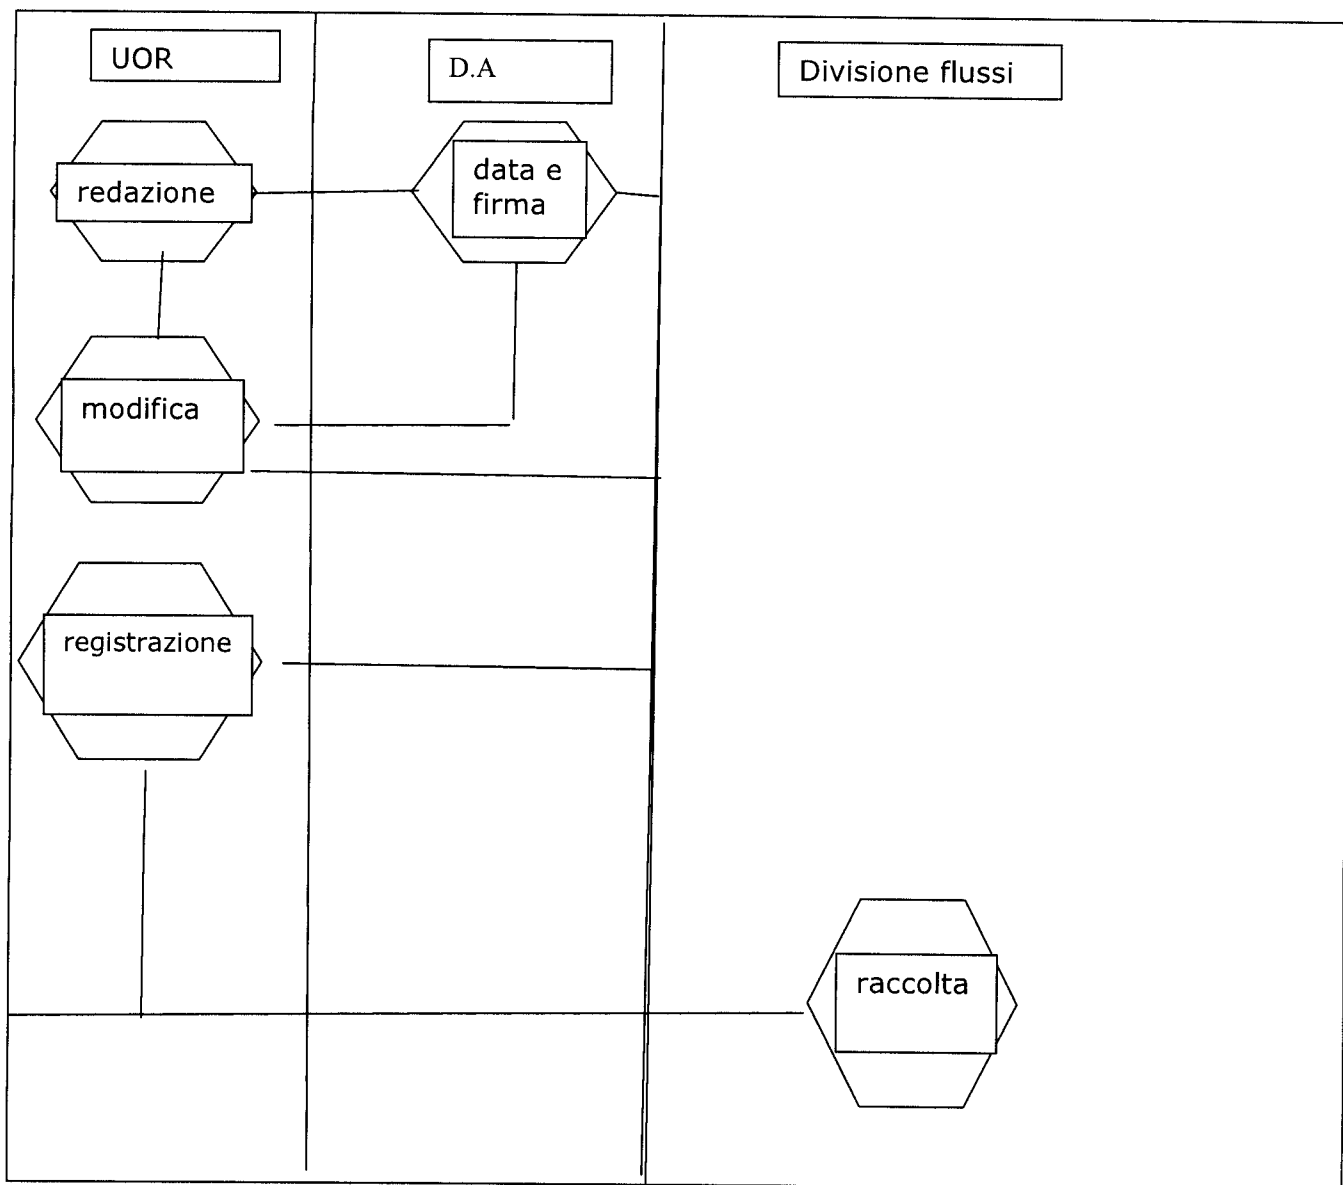 UOR
D.A
Divisione flussi
redazione
data e
firma
modifica
registrazione
raccolta